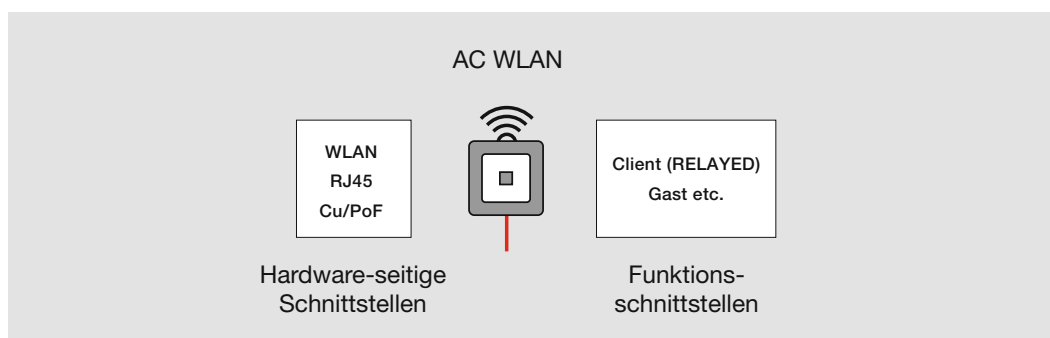 AC WLAN
WLAN
RJ45
Cu/PoF
Client (RELAYED)
Gast etc.
Hardware-seitige
Schnittstellen
Funktions-
schnittstellen